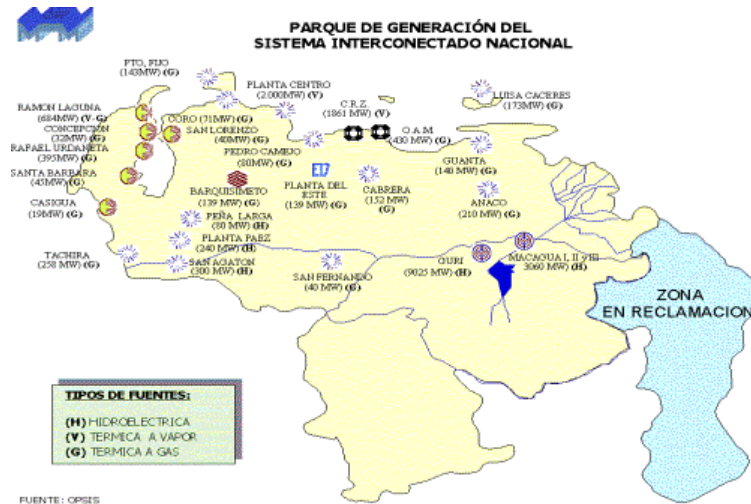 PARQUE DE GENERACIÓN DEL
SISTEMA INTERCONECTADO NACIONAL
PTO, FIJO
(143MW) (G)
PLANTA CENTRO
(2.000MW) (V)
LUISA CACERES
(173MW) (G)
RAMON LAGUNA
(684MW) (V-G)
CORO (71MW) (G)
C.R.Z.
(1861 MW) (V)
CONCEPCION
(32MW) (G)
SAN LORENZO
(40MW) (G)
O.A.M.
(430 MW) (G)
RAFAEL URDANETA
(395MW) (G)
PEDRO CAMEJO
(80MW) (G)
GUANTA
(140 MW) (G)
SANTA BARBARA
(45MW) (G)
E17
BARQUISIMETO
(139 MW) (G)
PLANTA DEL
ESTE
(139 MW) (G)
CABRERA
(152 MW)
(G)
ANACO
(210 MW) (G)
CASIGUA
(19MW) (G)
PEÑA LARGA
(80 MW) (H)
PLANTA PAEZ
(240 MW) (H)
TACHIRA
(258 MW) (G)
SAN AGATON
(300 MW) (H)
SAN FERNANDO
(40 MW) (G)
GURI
(9025 MW) (H)
MACAGUA I, II y III
3060 MW) (H)
ZONA
EN RECLAMACION
TIPOS DE FUENTES:
(H) HIDROELECTRICA
(V) TERMICA A VAPOR
(G) TERMICA A GAS
FUENTE: OPSIS